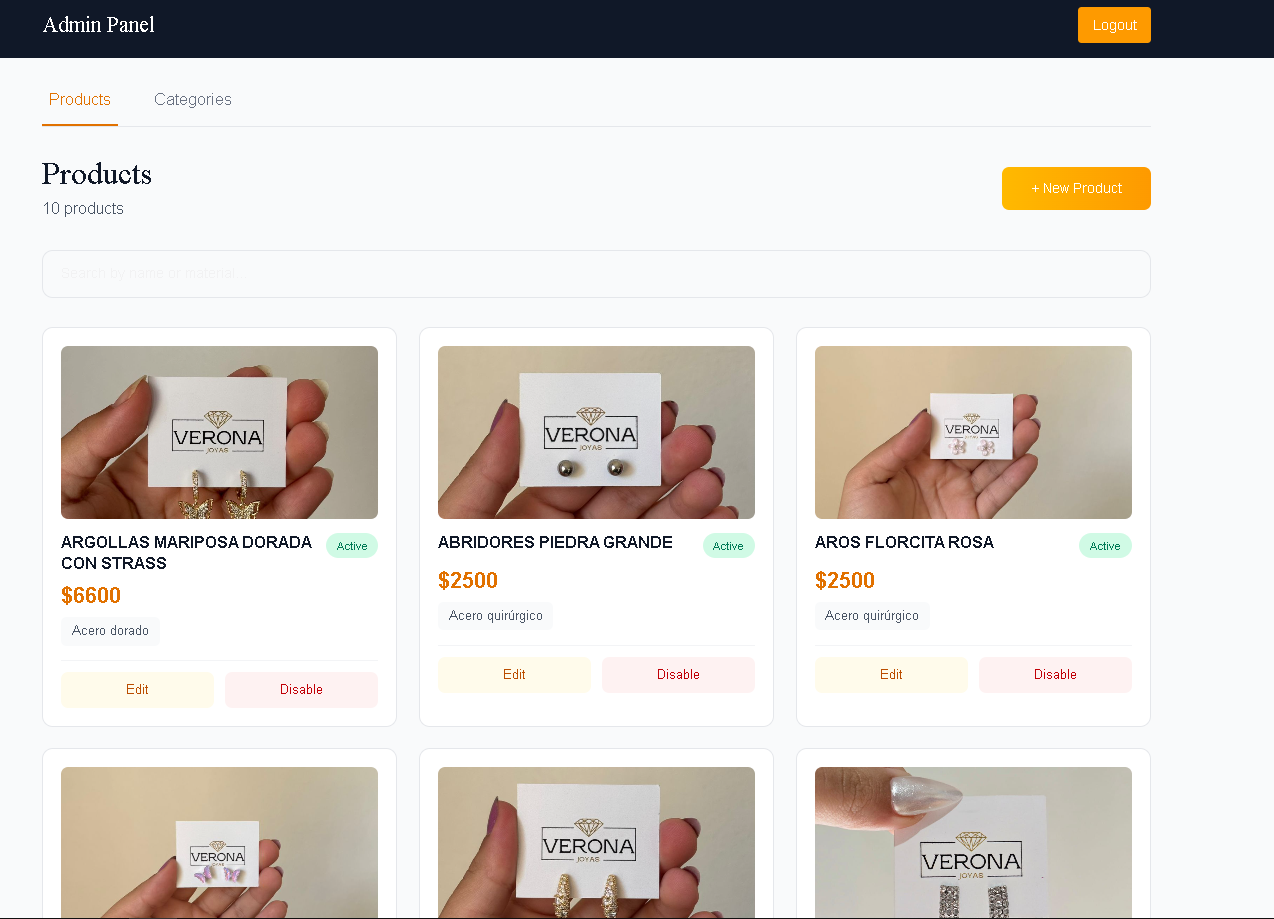 Admin Panel
Logout
Products
Categories
Products
10 products
+ New Product
Search by name or material...
VERONA
JOYAS
VERONA
JOYAS
VERONA
JOYAS
ARGOLLAS MARIPOSA DORADA
CON STRASS
Active
$6600
Acero dorado
Edit
Disable
ABRIDORES PIEDRA GRANDE
Active
$2500
Acero quirúrgico
Edit
Disable
AROS FLORCITA ROSA
Active
$2500
Acero quirúrgico
Edit
Disable
VERONA
JOYAS
VERONA
JOYAS
VERONA
JOYAS